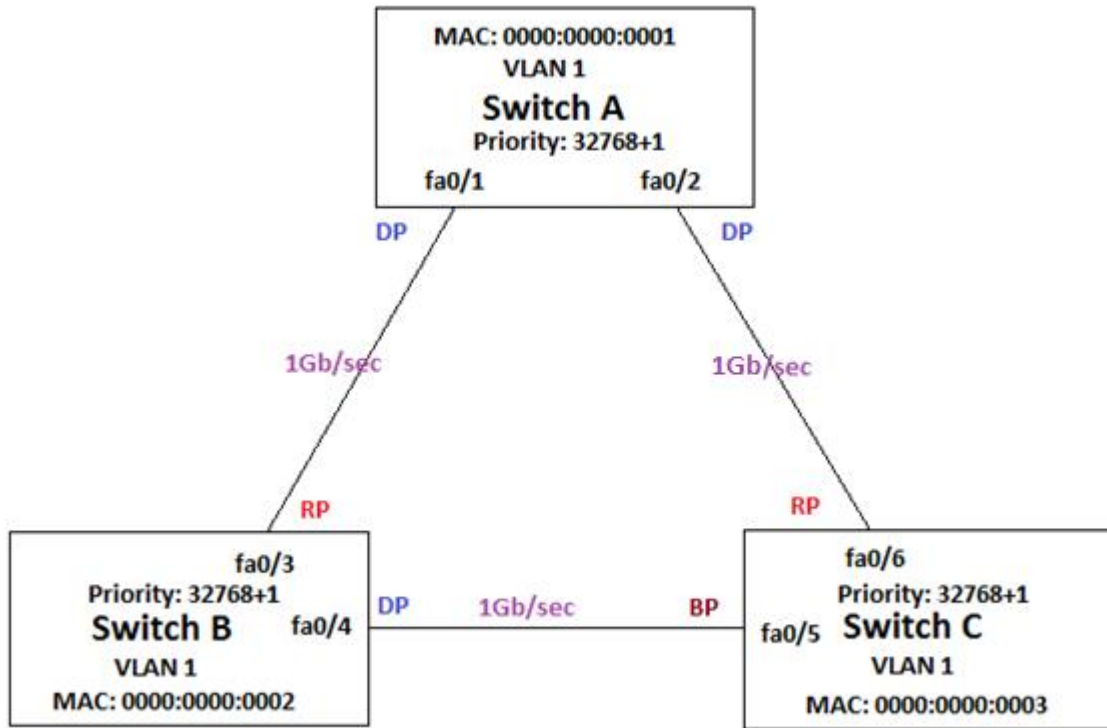 MAC: 0000:0000:0001
VLAN 1
Switch A
Priority: 32768+1
fa0/1
fa0/2
DP
DP
1Gb/sec
1Gb/sec
RP
RP
fa0/3
Priority: 32768+1
Switch B
fa0/4
VLAN 1
MAC: 0000:0000:0002
DP
1Gb/sec
BP
fa0/6
Priority: 32768+1
fa0/5
Switch C
VLAN 1
MAC: 0000:0000:0003